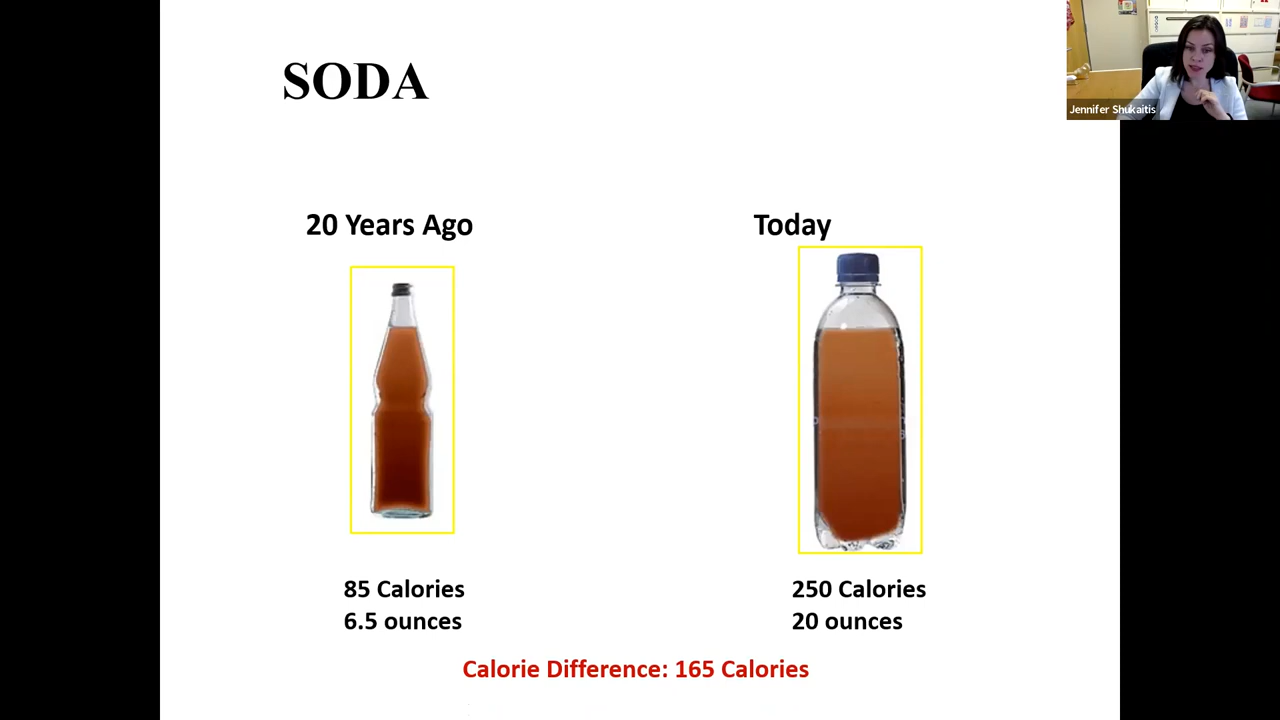 SODA
Jennifer Shukaitis
20 Years Ago
Today
85 Calories
6.5 ounces
250 Calories
20 ounces
Calorie Difference: 165 Calories